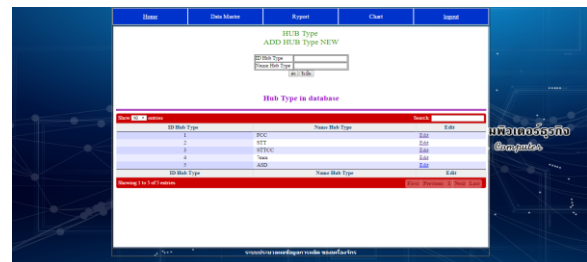 Home Data Master Report Chart logout
HUB Type
ADD HUB Type NEW
ID Hub Type
Name Hub Type
Hub Type in database
Show 10 entries Search:
ID Hub Type Name Hub Type Edit
1 FCC Edit
2 STT Edit
3 STTCC Edit
4 Edit
5 ASD Edit
ID Hub Type Name Hub Type Edit
Showing 1 to 5 of 5 entries First Previous 1 Next Last
Computer